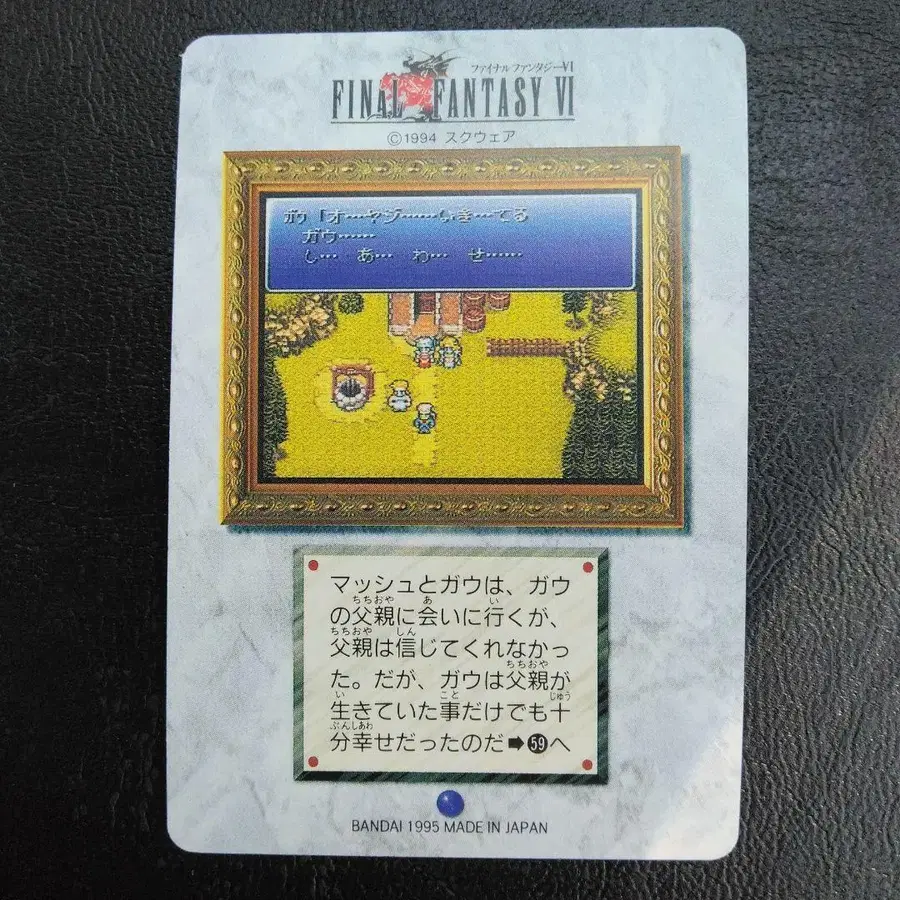 ファイナルファンタジーVI
FINAL FANTASY VI
©1994 スクウェア
ガウ「オ…ヤジ……いき…てる
ガウ……
し… あ… わ… せ……
マッシュとガウは、ガウ
ちちおや あ い
の父親に会いに行くが、
ちちおや しん
父親は信じてくれなかっ
ちちおや
た。だが、ガウは父親が
い こと じゅう
生きていた事だけでも十
ぶんしあわ
分幸せだったのだ➡59へ
BANDAI 1995 MADE IN JAPAN